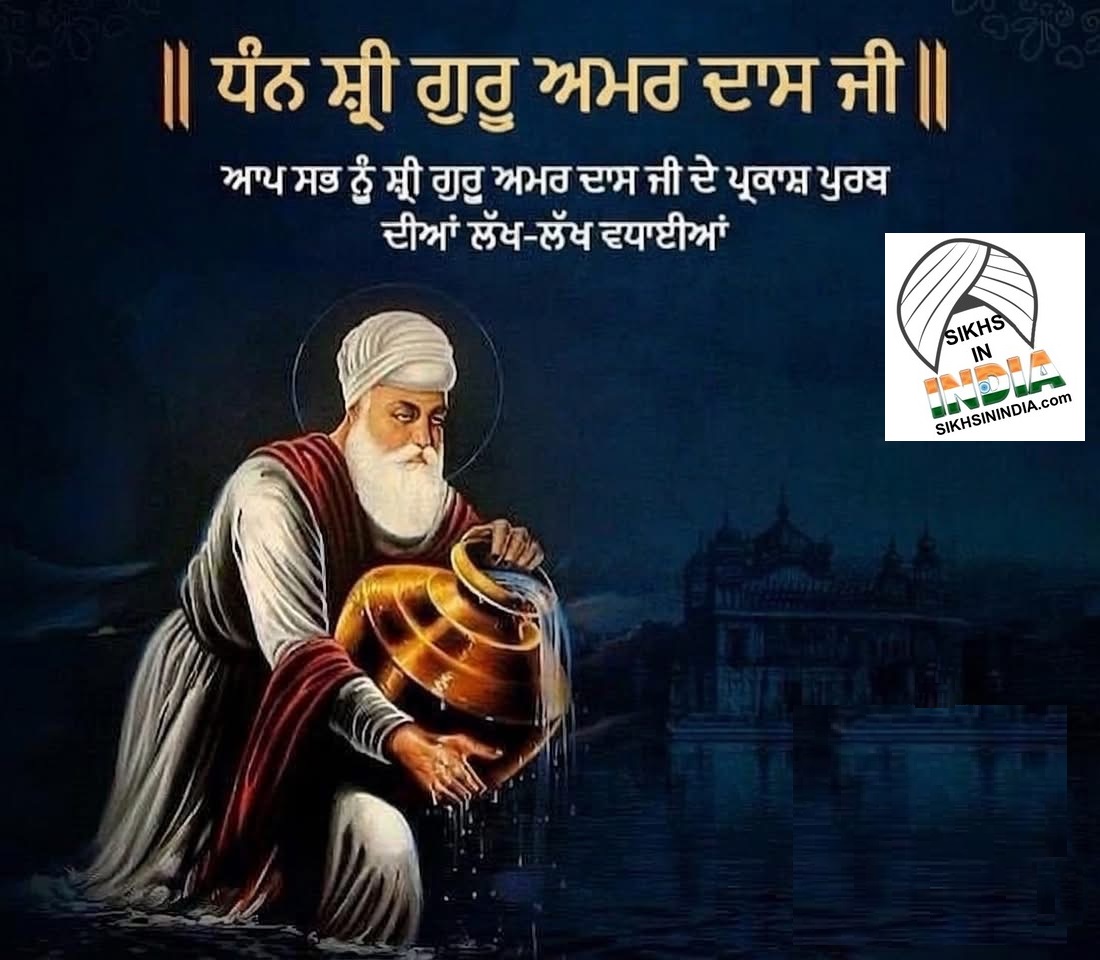 ॥ ਧੰਨ ਸ਼੍ਰੀ ਗੁਰੂ ਅਮਰ ਦਾਸ ਜੀ ॥
ਆਪ ਸਭ ਨੂੰ ਸ਼੍ਰੀ ਗੁਰੂ ਅਮਰ ਦਾਸ ਜੀ ਦੇ ਪ੍ਰਕਾਸ਼ ਪੁਰਬ
ਦੀਆਂ ਲੱਖ-ਲੱਖ ਵਧਾਈਆਂ
SIKHS
IN
INDIA
SIKHSININDIA.com